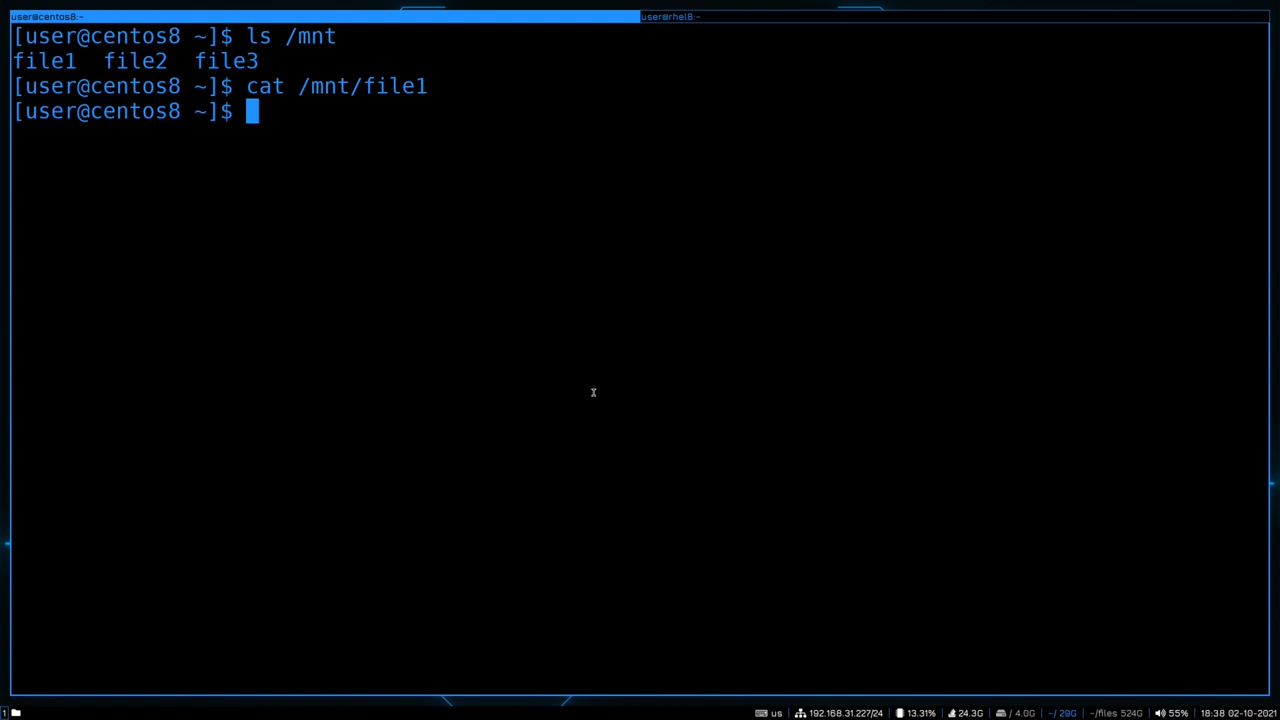 user@centos8:~
user@rhel8:~
[user@centos8 ~]$ ls /mnt
file1  file2  file3
[user@centos8 ~]$ cat /mnt/file1
[user@centos8 ~]$
1 us 192.168.31.227/24 13.31% 24.3G / 4.0G ~/ 29G ~/files 524G 55% 18:38 02-10-2021